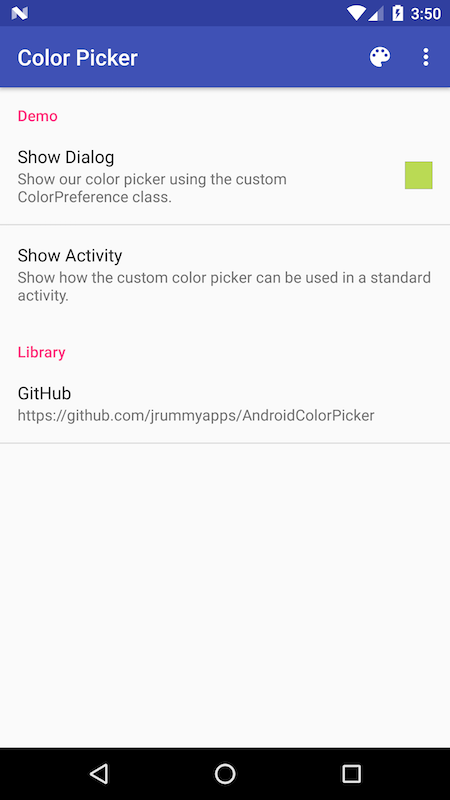 3:50
Color Picker
Demo
Show Dialog
Show our color picker using the custom
ColorPreference class.
Show Activity
Show how the custom color picker can be used in a standard
activity.
Library
GitHub
https://github.com/jrummyapps/AndroidColorPicker